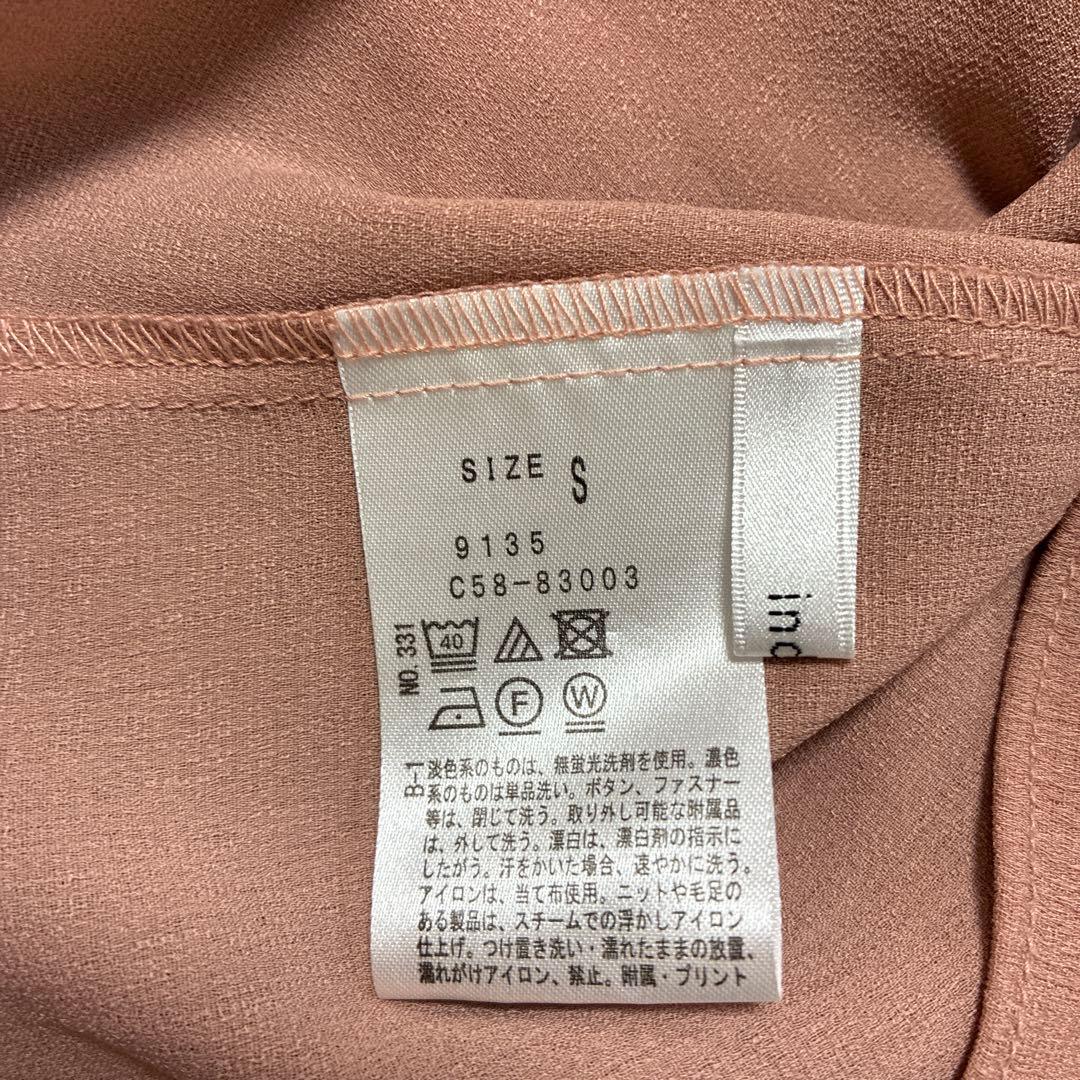 SIZE S
9135
C58-83003
NO. 331
40
F
W
B-1
淡色系のものは、無蛍光洗剤を使用。濃色
系のものは単品洗い。ボタン、ファスナー
等は、閉じて洗う。取り外し可能な附属品
は、外して洗う。漂白は、漂白剤の指示に
したがう。汗をかいた場合、速やかに洗う。
アイロンは、当て布使用。ニットや毛足の
ある製品は、スチームでの浮かしアイロン
仕上げ。つけ置き洗い・濡れたままの放置、
濡れがけアイロン、禁止。附属・プリント